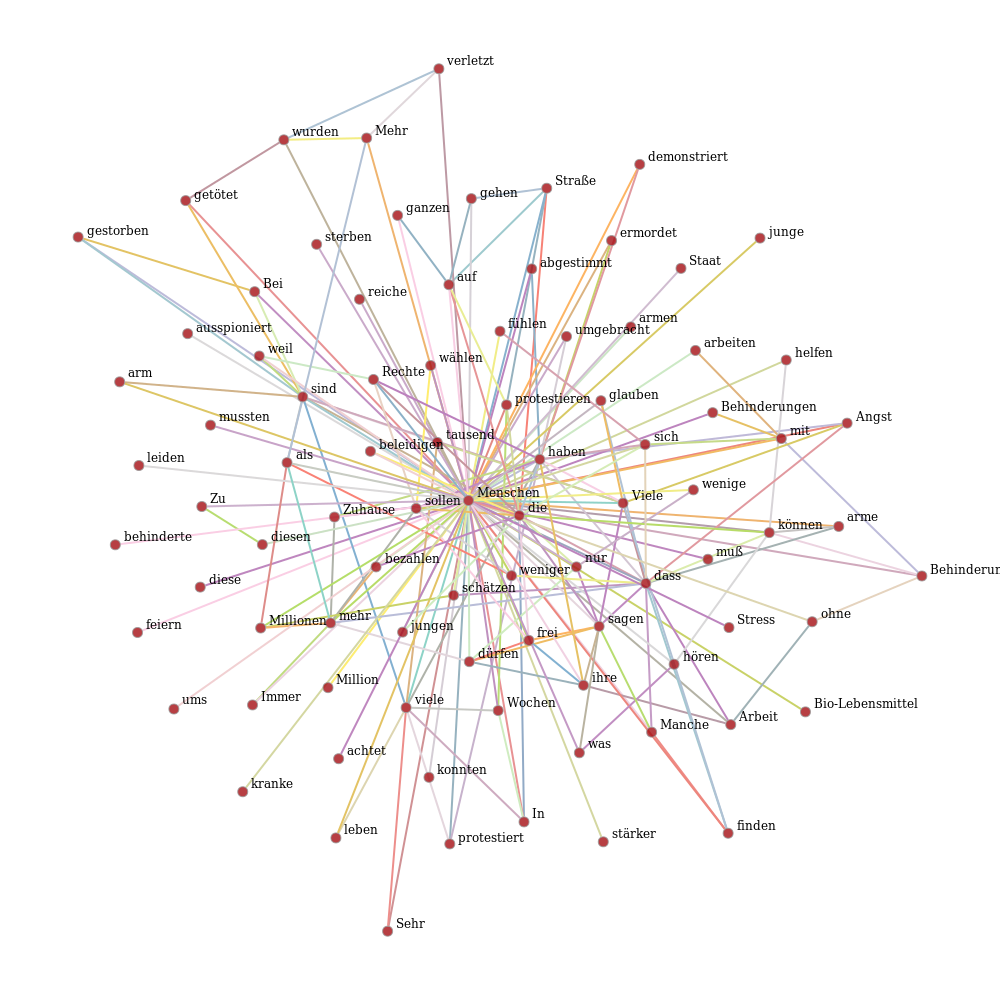 verletzt
wurden
Mehr
demonstriert
Straße
gehen
getötet
ganzen
gestorben
sterben
ermordet
junge
abgestimmt
Staat
auf
Bei
reiche
armen
fühlen
umgebracht
ausspioniert
arbeiten
weil
wählen
helfen
arm
Rechte
sind
protestieren
glauben
Behinderungen
mussten
Angst
tausend
mit
sich
beleidigen
haben
leiden
als
wenige
Menschen
Viele
Zu
sollen
die
Zuhause
arme
können
behinderte
diesen
muß
nur
bezahlen
weniger
dass
Behinderun
diese
schätzen
ohne
Millionen
mehr
Stress
sagen
feiern
jungen
frei
dürfen
hören
ihre
Million
Immer
Bio-Lebensmittel
ums
viele
Wochen
Arbeit
Manche
was
achtet
konnten
kranke
In
finden
leben
protestiert
stärker
Sehr